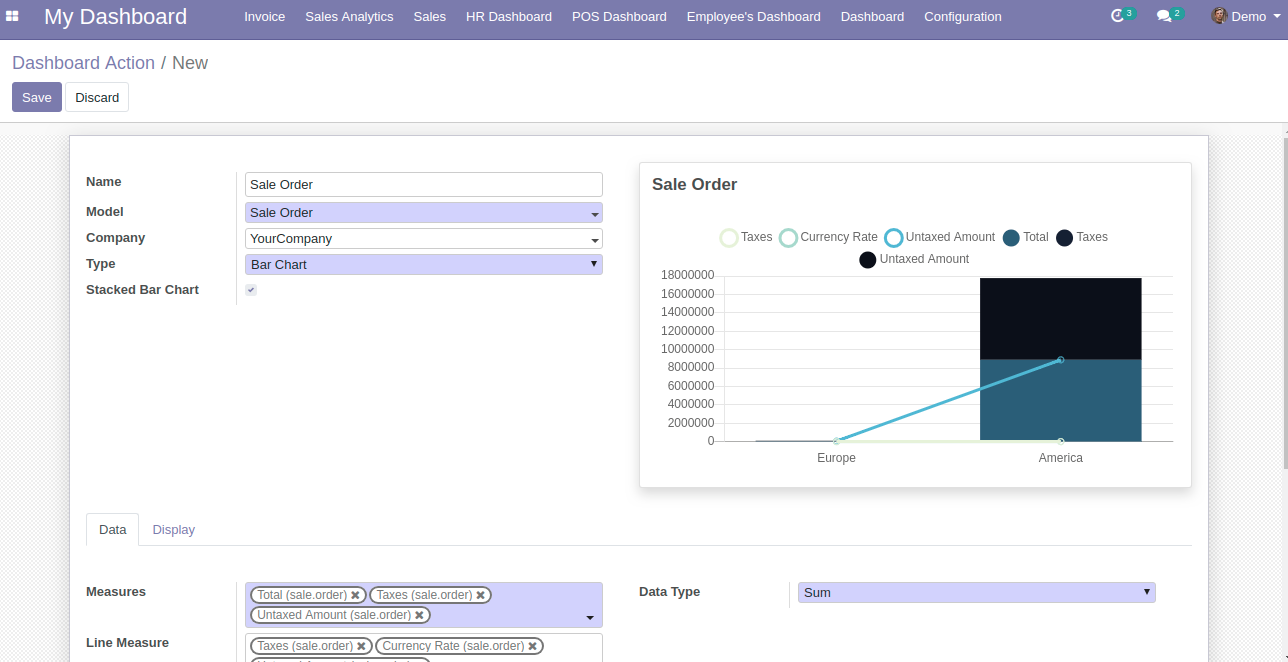 My Dashboard Invoice Sales Analytics Sales HR Dashboard POS Dashboard Employee's Dashboard Dashboard Configuration 3 2 Demo
Dashboard Action / New
Save Discard
Name Sale Order
Model Sale Order
Company YourCompany
Type Bar Chart
Stacked Bar Chart
Sale Order
Taxes Currency Rate Untaxed Amount Total Taxes
Untaxed Amount
18000000
16000000
14000000
12000000
10000000
8000000
6000000
4000000
2000000
0
Europe America
Data Display
Measures Total (sale.order) Taxes (sale.order)
Untaxed Amount (sale.order)
Data Type Sum
Line Measure Taxes (sale.order) Currency Rate (sale.order)